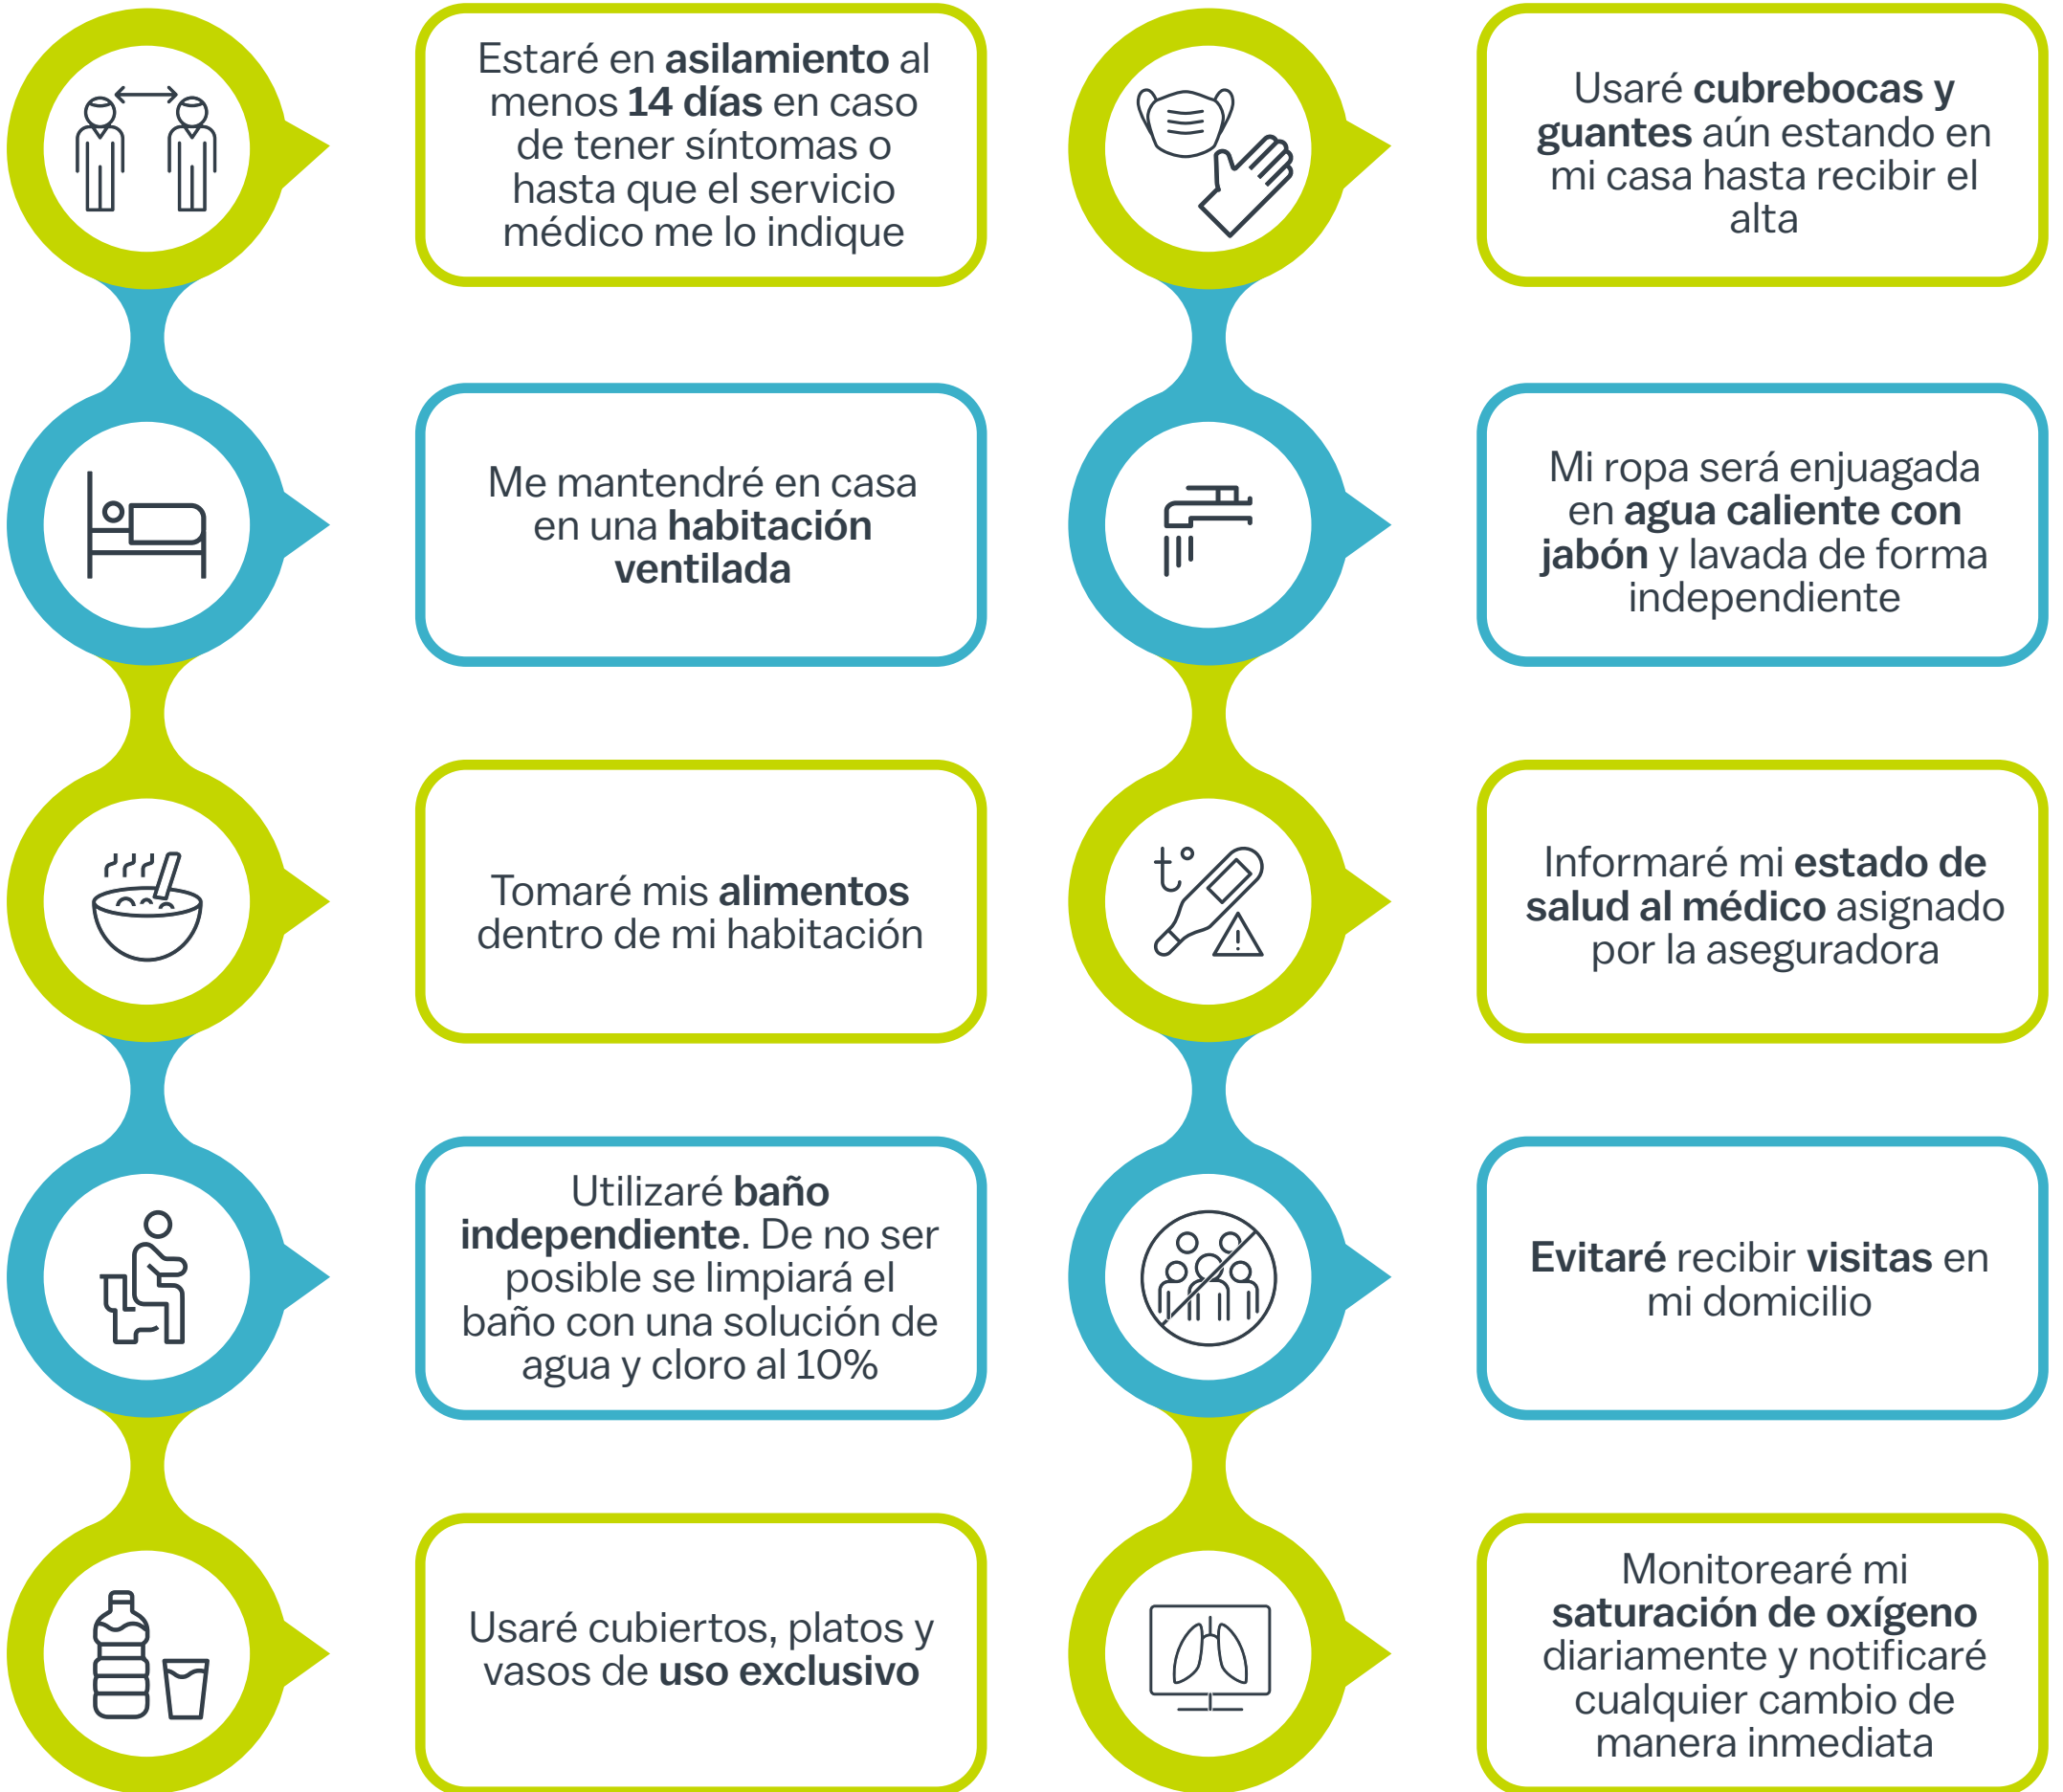 Estaré en asilamiento al
menos 14 días en caso
de tener síntomas o
hasta que el servicio
médico me lo indique
Me mantendré en casa
en una habitación
ventilada
Tomaré mis alimentos
dentro de mi habitación
Utilizaré baño
independiente. De no ser
posible se limpiará el
baño con una solución de
agua y cloro al 10%
Usaré cubiertos, platos y
vasos de uso exclusivo
Usaré cubrebocas y
guantes aún estando en
mi casa hasta recibir el
alta
Mi ropa será enjuagada
en agua caliente con
jabón y lavada de forma
independiente
t°
Informaré mi estado de
salud al médico asignado
por la aseguradora
Evitaré recibir visitas en
mi domicilio
Monitorearé mi
saturación de oxígeno
diariamente y notificaré
cualquier cambio de
manera inmediata